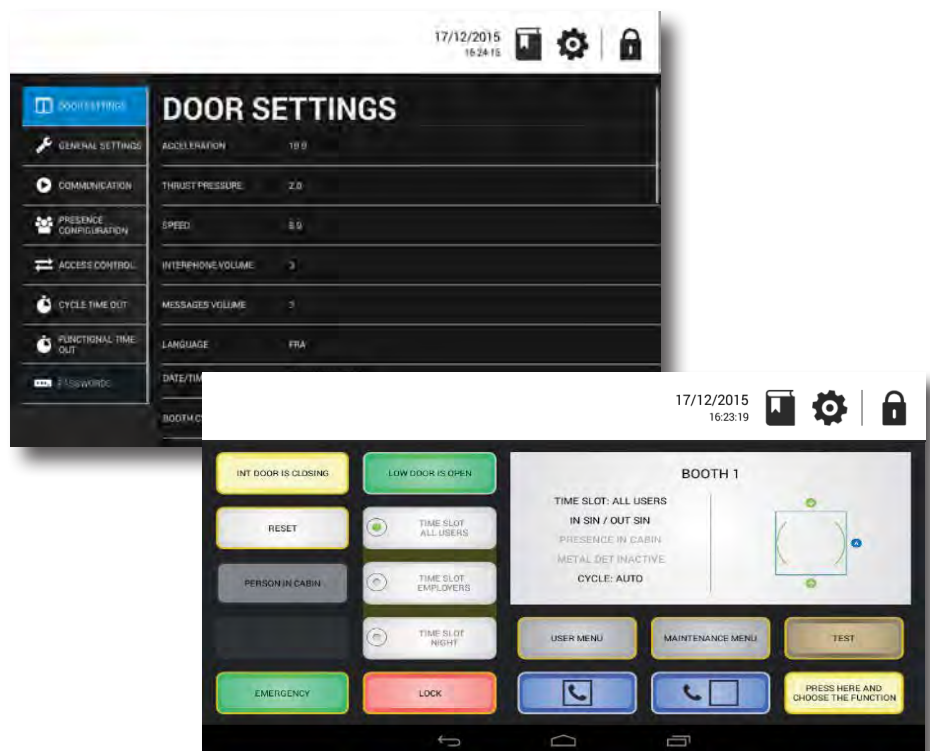 17/12/2015
16:24:15
DOOR SETTINGS
DOOR SETTINGS
GENERAL SETTINGS
COMMUNICATION
PRESENCE
CONFIGURATION
ACCESS CONTROL
CYCLE TIME OUT
FUNCTIONAL TIME
OUT
PASSWORDS
ACCELERATION
THRUST PRESSURE 2.0
SPEED
INTERPHONE VOLUME 3
MESSAGES VOLUME 3
LANGUAGE FRA
DATE/TIM
BOOTH C
17/12/2015
16:23:19
INT DOOR IS CLOSING
LOW DOOR IS OPEN
RESET
TIME SLOT
ALL USERS
PERSON IN CABIN
TIME SLOT
EMPLOYERS
TIME SLOT
NIGHT
EMERGENCY
LOCK
BOOTH 1
TIME SLOT: ALL USERS
IN SIN / OUT SIN
PRESENCE IN CABIN
METAL DET INACTIVE
CYCLE: AUTO
USER MENU
MAINTENANCE MENU
TEST
PRESS HERE AND
CHOOSE THE FUNCTION